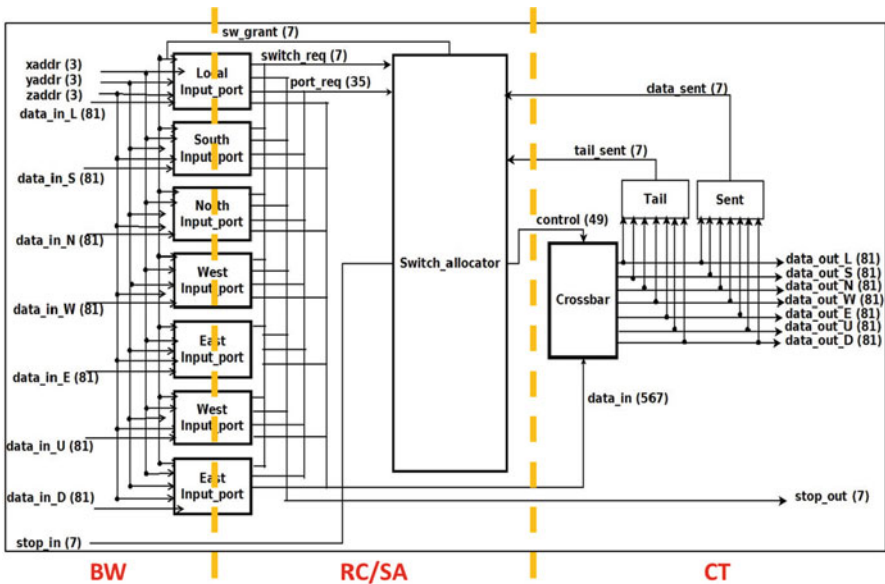 sw_grant (7)
switch_req (7)
port_req (35)
xaddr (3)
yaddr (3)
zaddr (3)
data_in_L (81)
Local
Input_port
data_in_S (81)
South
Input_port
data_in_N (81)
North
Input_port
data_in_W (81)
West
Input_port
data_in_E (81)
East
Input_port
data_in_U (81)
West
Input_port
data_in_D (81)
East
Input_port
stop_in (7)
Switch_allocator
data_sent (7)
tail_sent (7)
Tail
Sent
control (49)
Crossbar
data_in (567)
data_out_L (81)
data_out_S (81)
data_out_N (81)
data_out_W (81)
data_out_E (81)
data_out_U (81)
data_out_D (81)
stop_out (7)
BW
RC/SA
CT